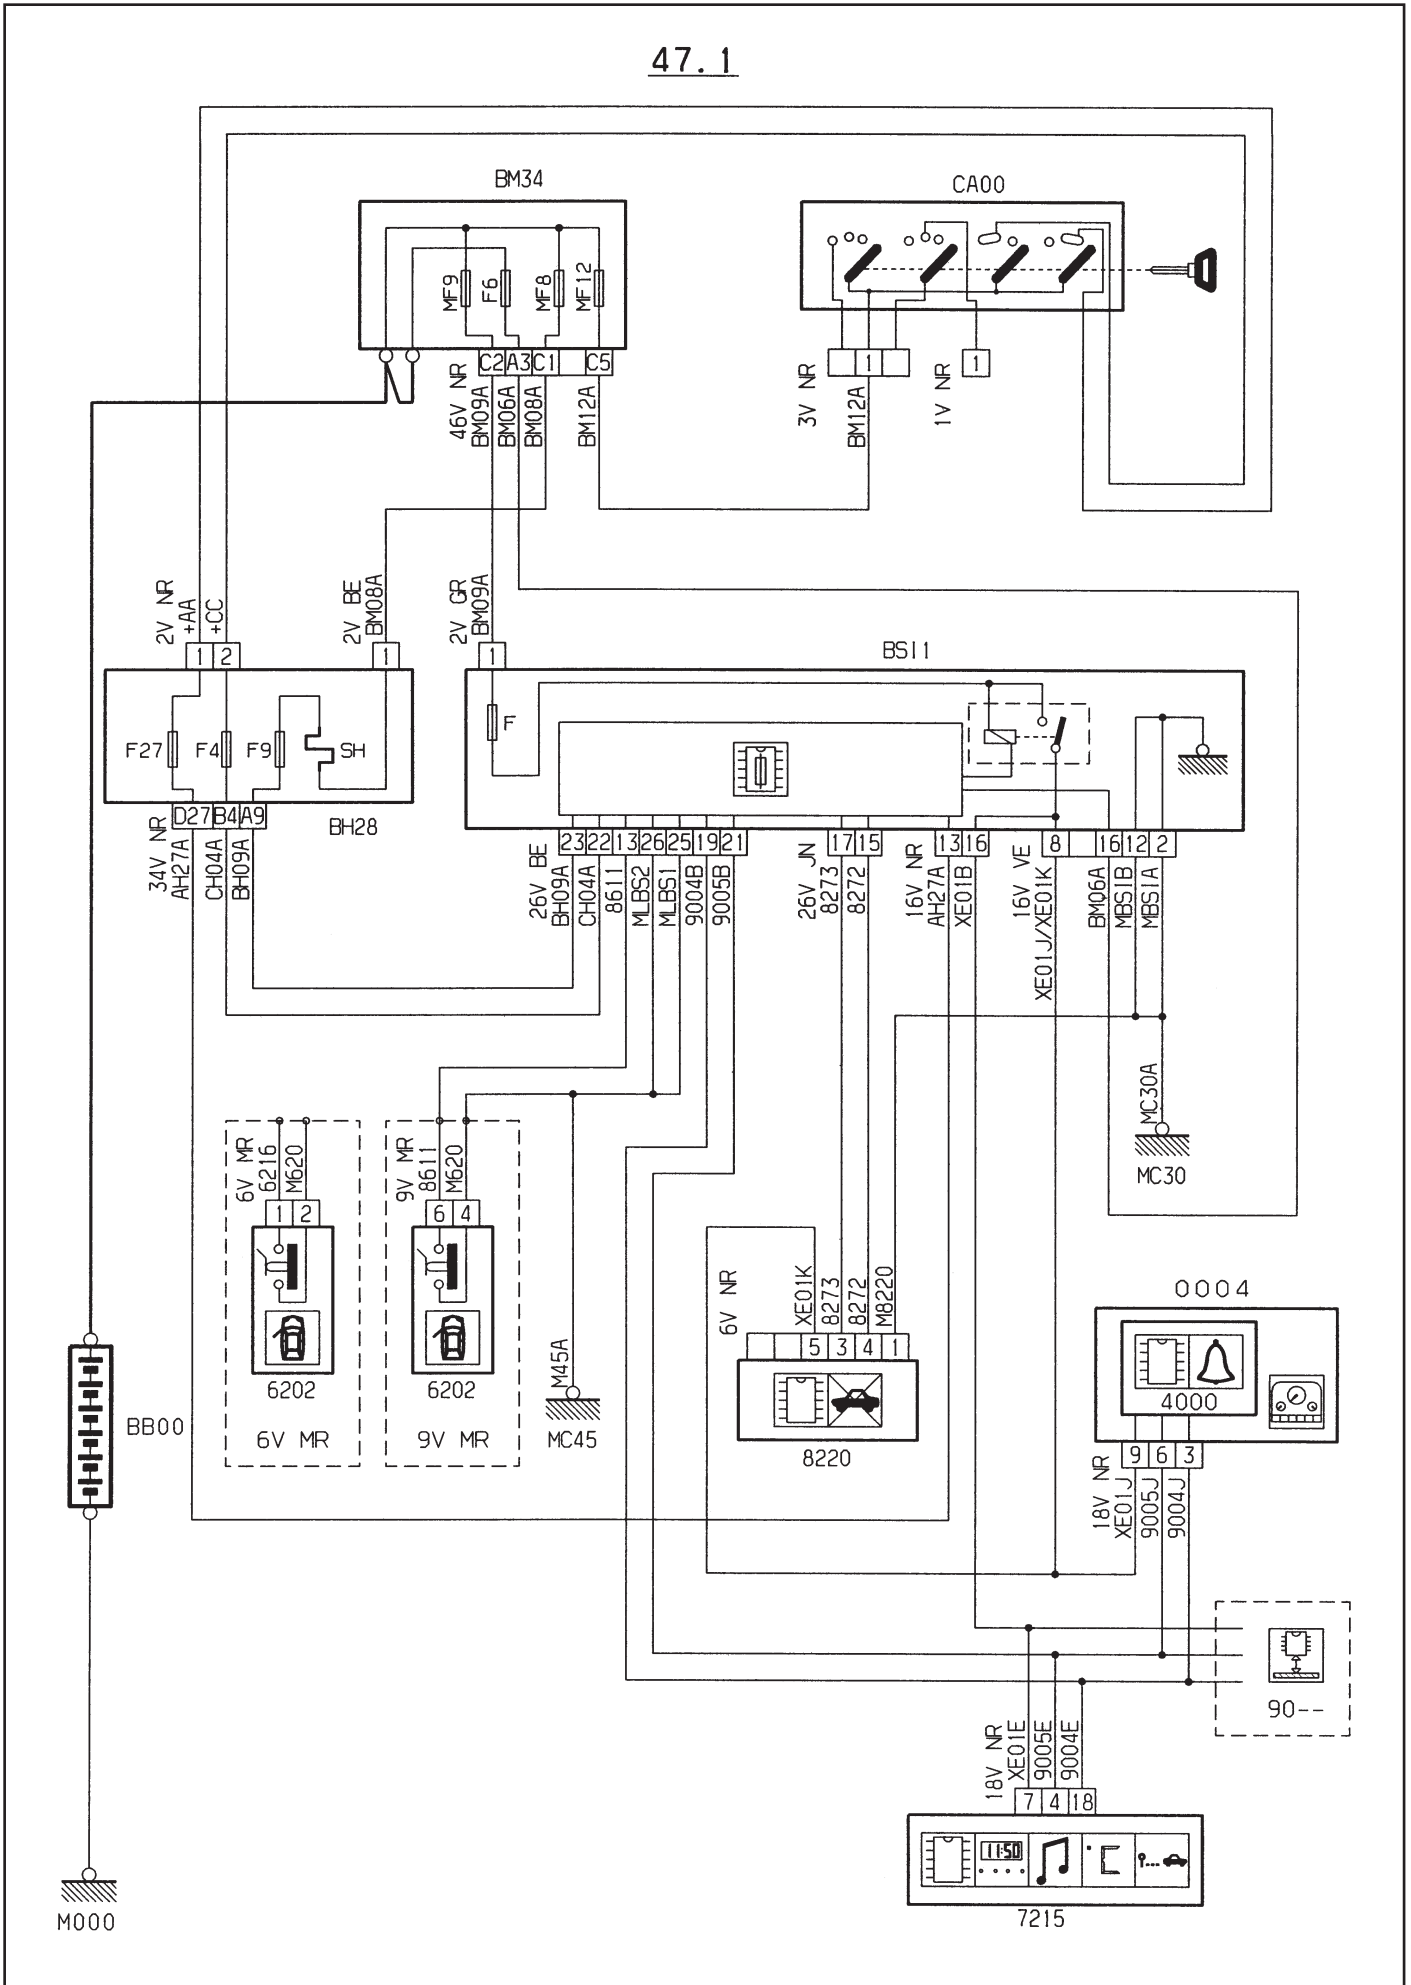 47.1
BM34
CA00
MF9
F6
MF8
MF12
C2 A3 C1 C5
46V NR
BM09A
BM06A
BM08A
BM12A
3V NR
1
BM12A
1V NR
1
2V NR
+AA
+CC
2V BE
BM08A
2V GR
BM09A
1 2
1
1
BSI1
F27
F4
F9
SH
F
D27 B4 A9
BH28
34V NR
AH27A
CH04A
BH09A
23 22 13 26 25 19 21
17 15
13 16
8
16 12 2
26V BE
BH09A
CH04A
8611
MLBS2
MLBS1
9004B
9005B
26V JN
8273
8272
16V NR
AH27A
XE01B
16V VE
XE01J/XE01K
BM06A
MBSIB
MBSIA
MC30A
MC30
6V MR
6216
M620
9V MR
8611
M620
1 2
6 4
6202
6202
6V MR
9V MR
M45A
MC45
6V NR
XE01K
8273
8272
M8220
5 3 4 1
8220
0004
4000
9 6 3
18V NR
XE01J
9005J
9004J
BB00
90--
18V NR
XE01E
9005E
9004E
7 4 18
11:50
°C
7215
M000